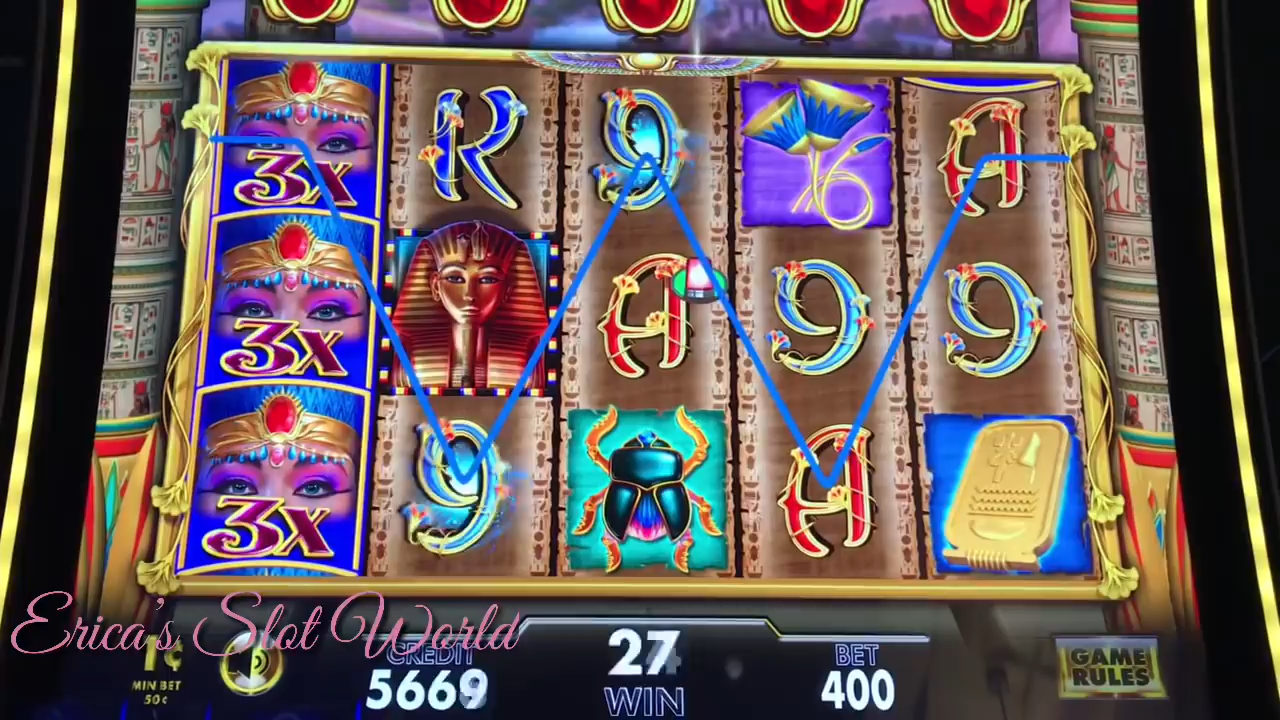 3X K 9 A
3X A 9 9
3X 9 A
Erica's Slot World
1¢
MIN BET
50¢
CREDIT
5669
27
WIN
BET
400
GAME
RULES